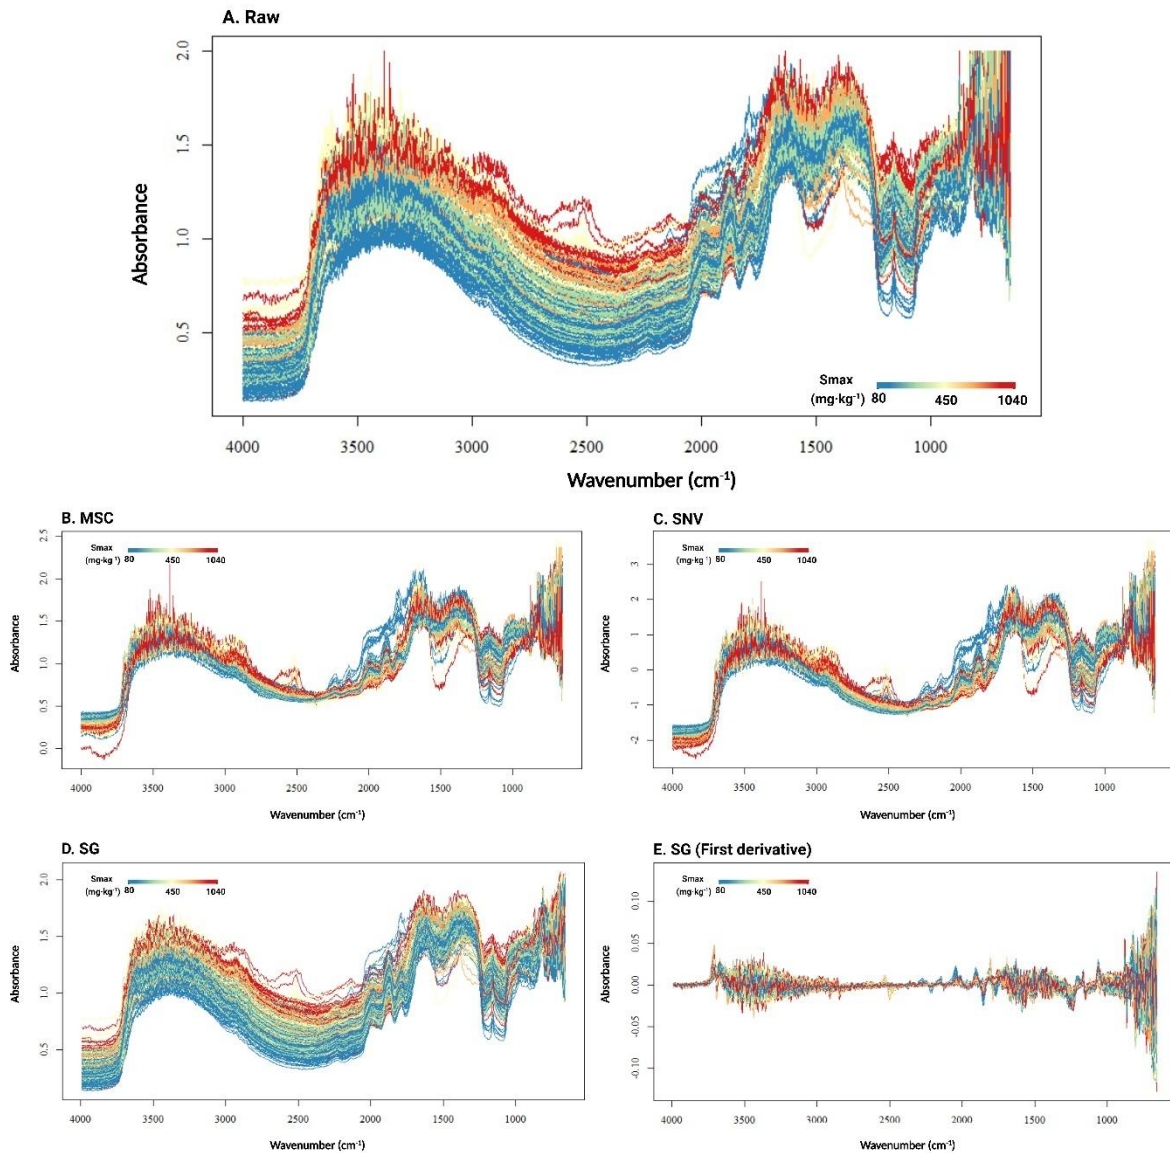 A. Raw
2.0
1.5
1.0
0.5
Absorbance
Smax
(mg·kg⁻¹) 80 450 1040
4000 3500 3000 2500 2000 1500 1000
Wavenumber (cm⁻¹)
B. MSC
2.5
2.0
1.5
1.0
0.5
0.0
Absorbance
Smax
(mg·kg⁻¹) 80 450 1040
4000 3500 3000 2500 2000 1500 1000
Wavenumber (cm⁻¹)
C. SNV
3
2
1
0
-1
-2
Absorbance
Smax
(mg·kg⁻¹) 80 450 1040
4000 3500 3000 2500 2000 1500 1000
Wavenumber (cm⁻¹)
D. SG
2.0
1.5
1.0
0.5
Absorbance
Smax
(mg·kg⁻¹) 80 450 1040
4000 3500 3000 2500 2000 1500 1000
Wavenumber (cm⁻¹)
E. SG (First derivative)
0.10
0.05
0.00
-0.05
-0.10
Absorbance
Smax
(mg·kg⁻¹) 80 450 1040
4000 3500 3000 2500 2000 1500 1000
Wavenumber (cm⁻¹)